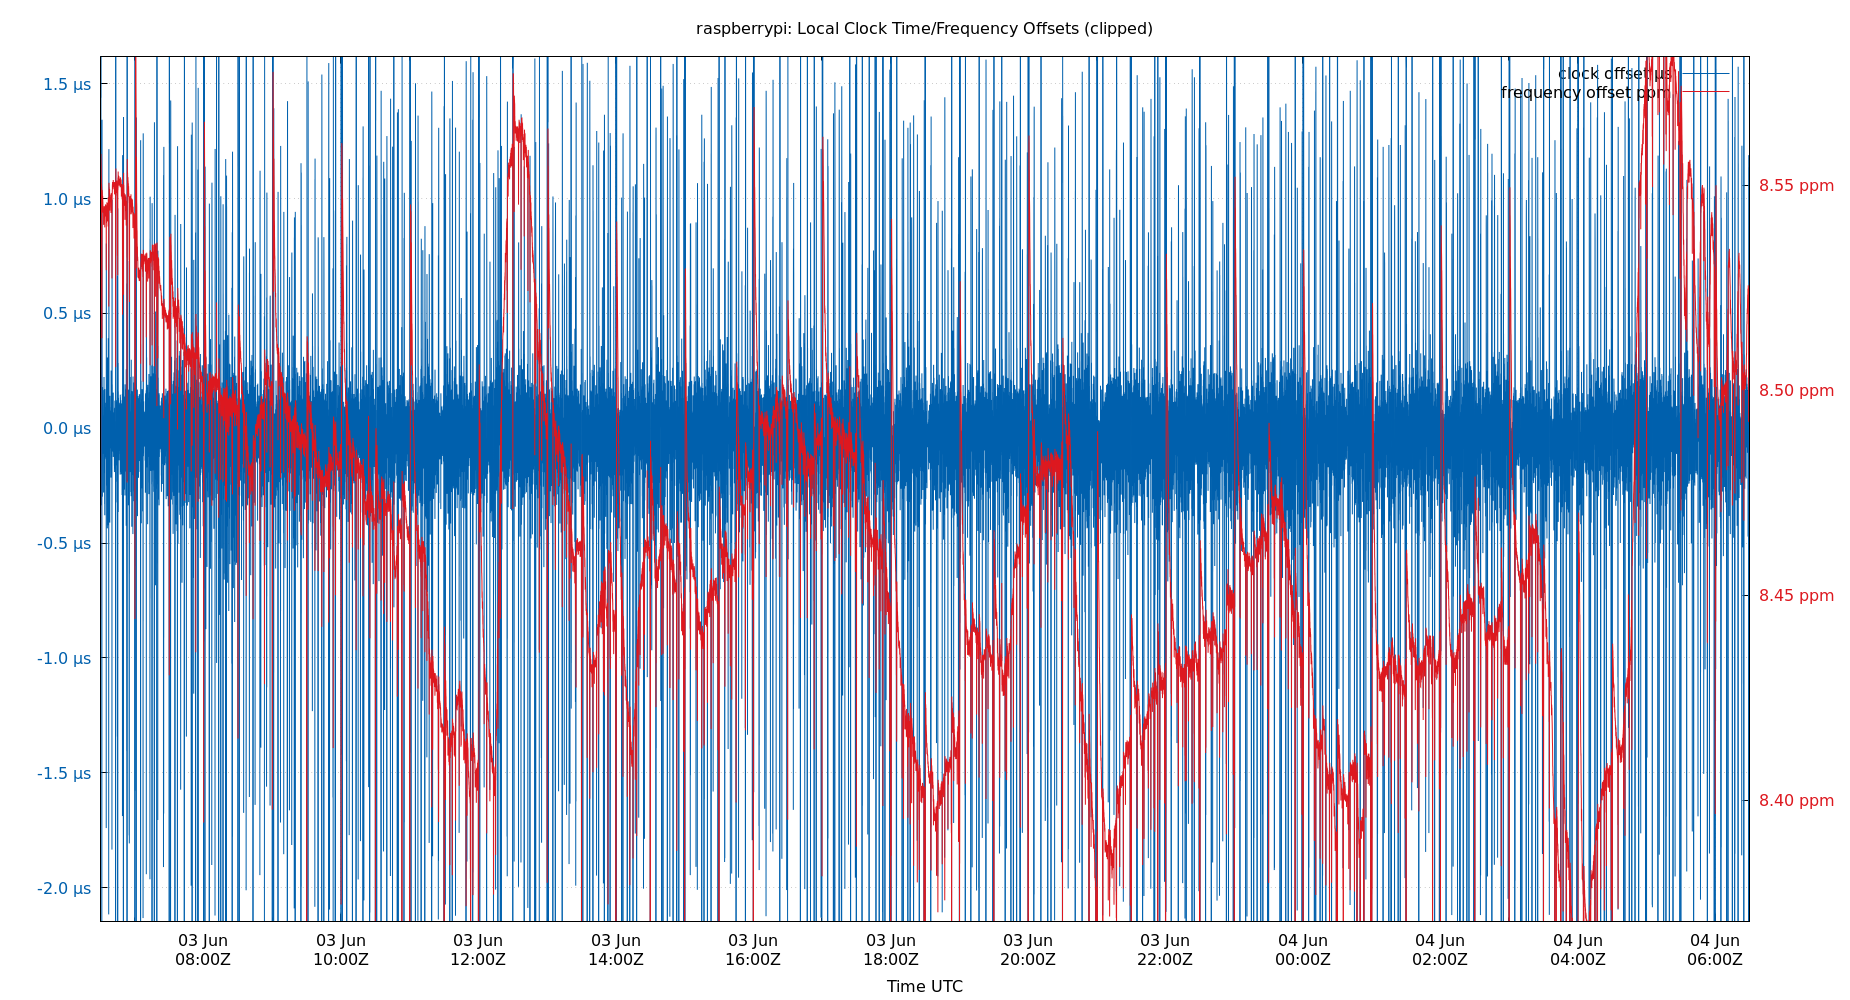 raspberrypi: Local Clock Time/Frequency Offsets (clipped)
clock offset µs
frequency offset ppm
1.5 µs
1.0 µs
0.5 µs
0.0 µs
-0.5 µs
-1.0 µs
-1.5 µs
-2.0 µs
8.55 ppm
8.50 ppm
8.45 ppm
8.40 ppm
03 Jun 03 Jun 03 Jun 03 Jun 03 Jun 03 Jun 03 Jun 03 Jun 04 Jun 04 Jun 04 Jun 04 Jun
08:00Z 10:00Z 12:00Z 14:00Z 16:00Z 18:00Z 20:00Z 22:00Z 00:00Z 02:00Z 04:00Z 06:00Z
Time UTC